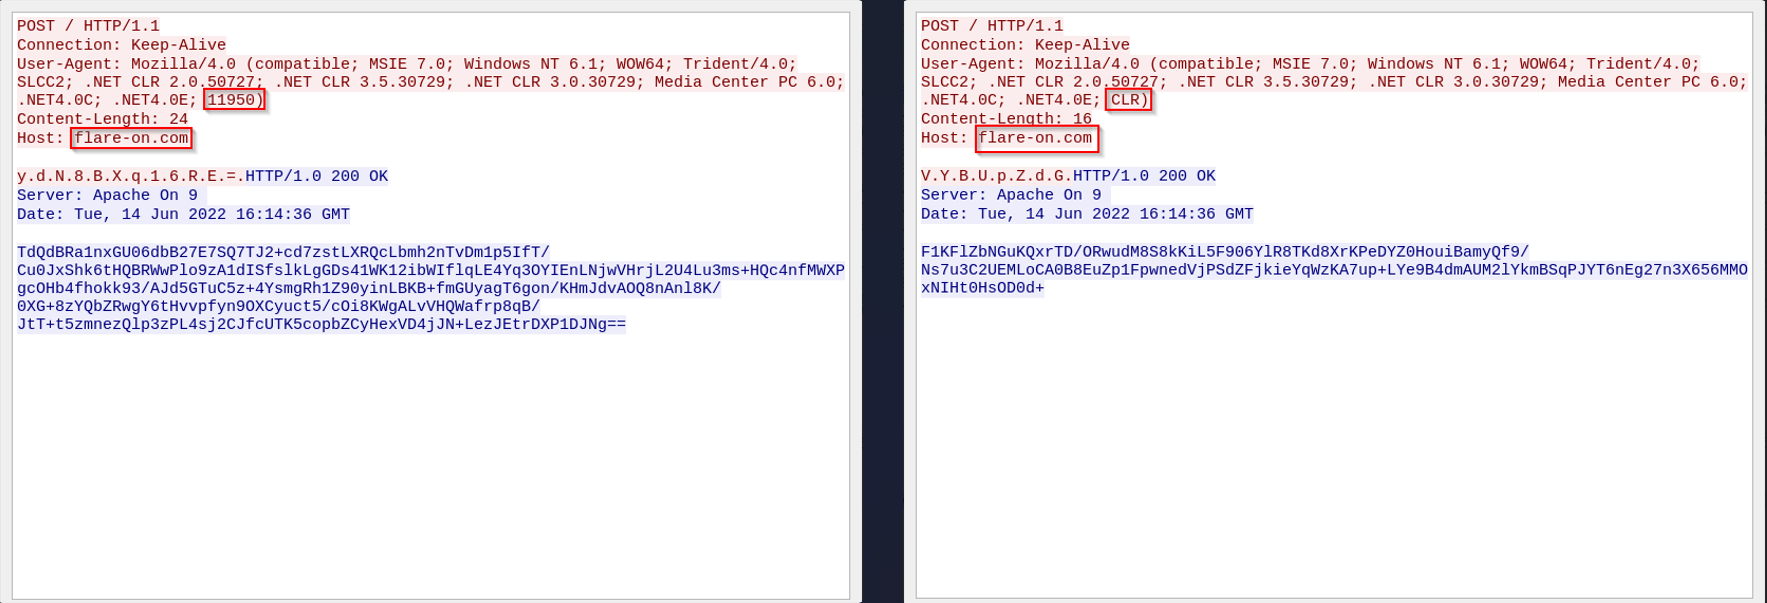 POST / HTTP/1.1
Connection: Keep-Alive
User-Agent: Mozilla/4.0 (compatible; MSIE 7.0; Windows NT 6.1; WOW64; Trident/4.0;
SLCC2; .NET CLR 2.0.50727; .NET CLR 3.5.30729; .NET CLR 3.0.30729; Media Center PC 6.0;
.NET4.0C; .NET4.0E; 11950)
Content-Length: 24
Host: flare-on.com
y.d.N.8.B.X.q.1.6.R.E.=.HTTP/1.0 200 OK
Server: Apache On 9
Date: Tue, 14 Jun 2022 16:14:36 GMT
TdQdBRa1nxGU06dbB27E7SQ7TJ2+cd7zstLXRQcLbmh2nTvDm1p5IfT/
Cu0JxShk6tHQBRWwPlo9zA1dISfslkLgGDs41WK12ibWIflqLE4Yq3OYIEnLNjwVHrjL2U4Lu3ms+HQc4nfMWXP
gcOHb4fhokk93/AJd5GTuC5z+4YsmgRh1Z90yinLBKB+fmGUyagT6gon/KHmJdvAOQ8nAnl8K/
0XG+8zYQbZRwgY6tHvvpfyn9OXCyuct5/cOi8KWgALvVHQWafrp8qB/
JtT+t5zmnezQlp3zPL4sj2CJfcUTK5copbZCyHexVD4jJN+LezJEtrDXP1DJNg==
POST / HTTP/1.1
Connection: Keep-Alive
User-Agent: Mozilla/4.0 (compatible; MSIE 7.0; Windows NT 6.1; WOW64; Trident/4.0;
SLCC2; .NET CLR 2.0.50727; .NET CLR 3.5.30729; .NET CLR 3.0.30729; Media Center PC 6.0;
.NET4.0C; .NET4.0E; CLR)
Content-Length: 16
Host: flare-on.com
V.Y.B.U.p.Z.d.G.HTTP/1.0 200 OK
Server: Apache On 9
Date: Tue, 14 Jun 2022 16:14:36 GMT
F1KFlZbNGuKQxrTD/ORwudM8S8kKiL5F906YlR8TKd8XrKPeDYZ0HouiBamyQf9/
Ns7u3C2UEMLoCA0B8EuZp1FpwnedVjPSdZFjkieYqWzKA7up+LYe9B4dmAUM2lYkmBSqPJYT6nEg27n3X656MMO
xNIHt0HsOD0d+